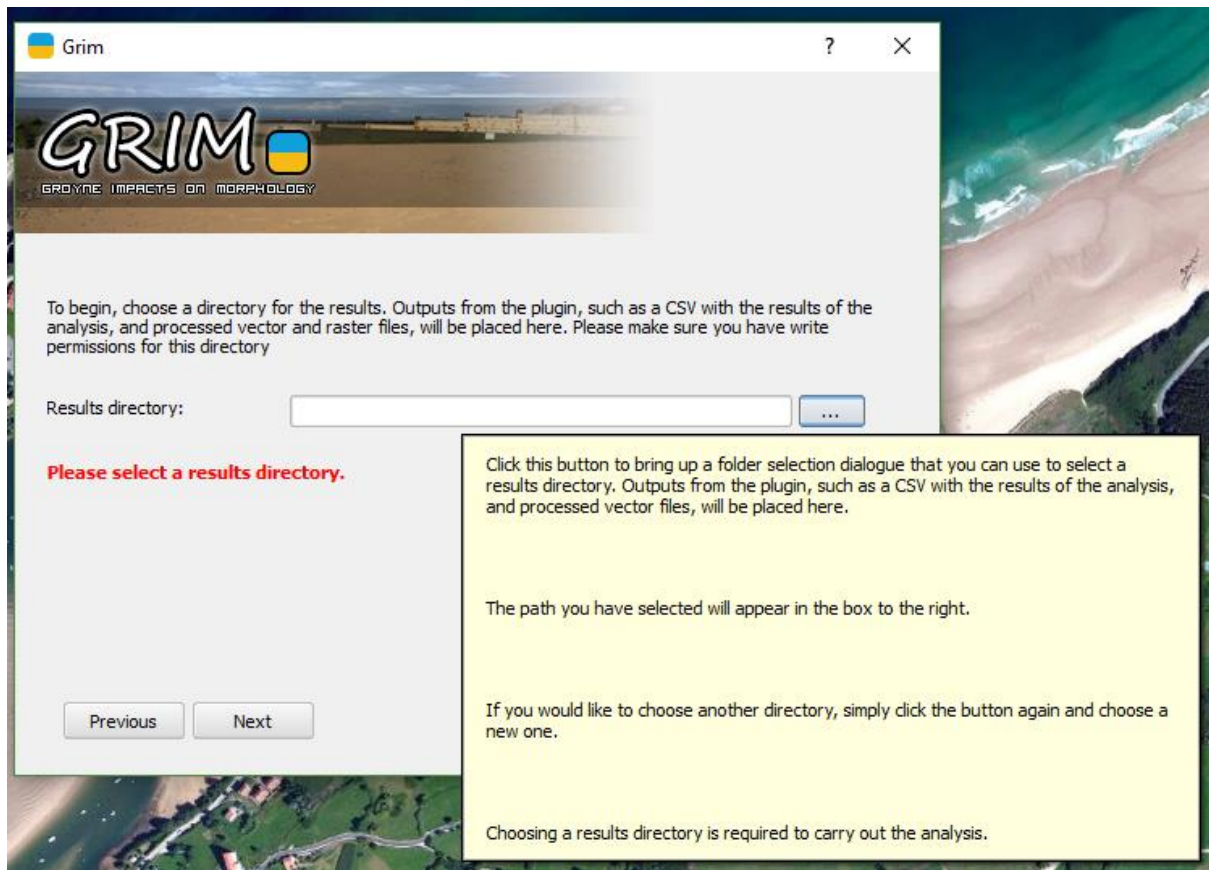 Grim
?
GRIM
GROYNE IMPACTS ON MORPHOLOGY
To begin, choose a directory for the results. Outputs from the plugin, such as a CSV with the results of the
analysis, and processed vector and raster files, will be placed here. Please make sure you have write
permissions for this directory
Results directory:
...
Please select a results directory.
Click this button to bring up a folder selection dialogue that you can use to select a
results directory. Outputs from the plugin, such as a CSV with the results of the analysis,
and processed vector files, will be placed here.
The path you have selected will appear in the box to the right.
If you would like to choose another directory, simply click the button again and choose a
new one.
Choosing a results directory is required to carry out the analysis.
Previous
Next